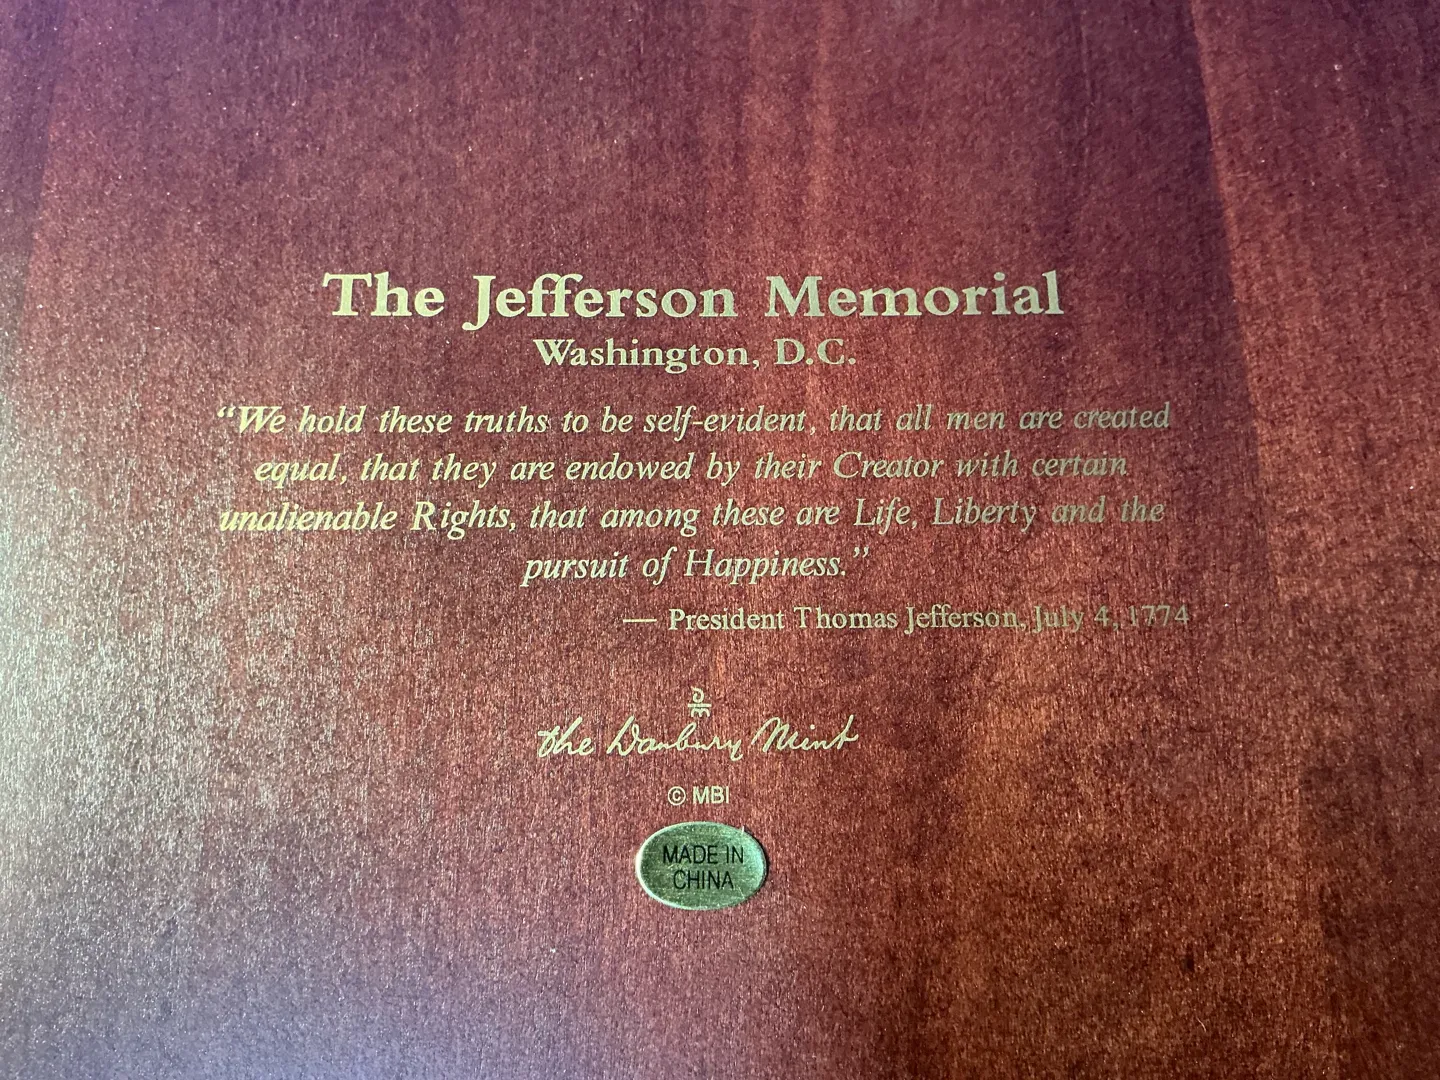 The Jefferson Memorial
Washington, D.C.
“We hold these truths to be self-evident, that all men are created
equal, that they are endowed by their Creator with certain
unalienable Rights, that among these are Life, Liberty and the
pursuit of Happiness.”
— President Thomas Jefferson, July 4, 1774
DM
the Danbury Mint
© MBI
MADE IN
CHINA